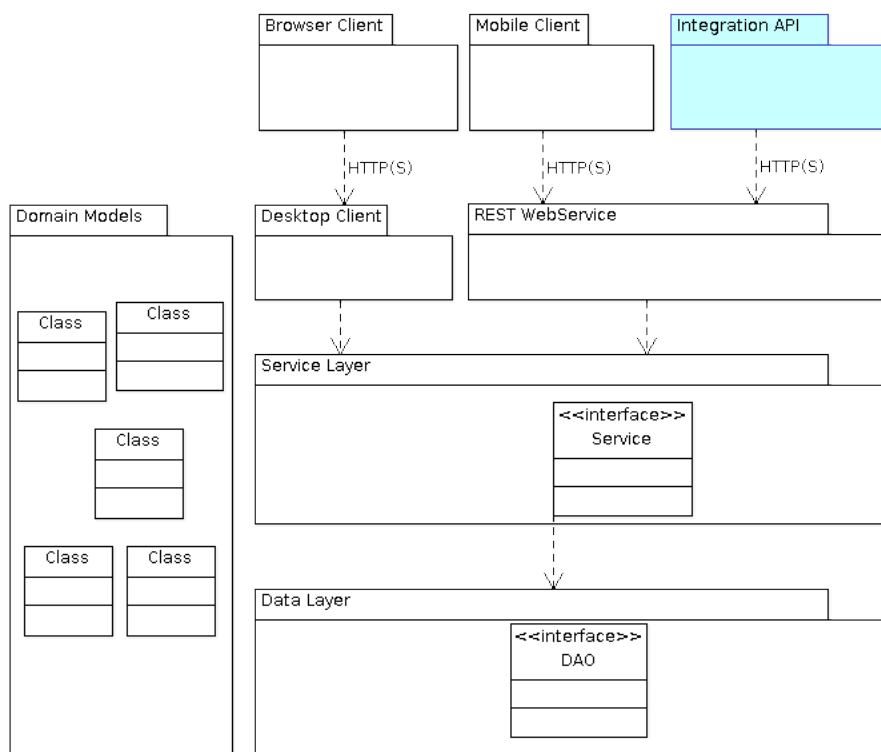 Browser Client
Mobile Client
Integration API
HTTP(S)
HTTP(S)
HTTP(S)
Domain Models
Desktop Client
REST WebService
Class
Class
Class
Class
Class
Service Layer
<<interface>>
Service
Data Layer
<<interface>>
DAO